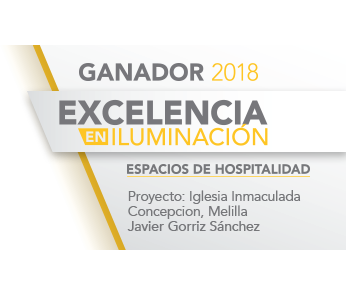 GANADOR 2018
EXCELENCIA
EN ILUMINACIÓN
ESPACIOS DE HOSPITALIDAD
Proyecto: Iglesia Inmaculada
Concepcion, Melilla
Javier Gorriz Sánchez